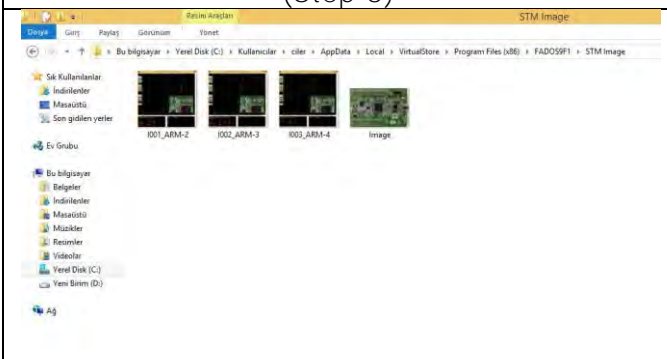 (Step-8)
Resim Araçları
STM Image
Dosya Giriş Paylaş Görünüm Yönet
Bu bilgisayar Yerel Disk (C:) Kullanıcılar ciler AppData Local VirtualStore Program Files (x86) FADOS9F1 STM Image
Sık Kullanılanlar
İndirilenler
Masaüstü
Son gidilen yerler
I001_ARM-2 I002_ARM-3 I003_ARM-4 Image
Ev Grubu
Bu bilgisayar
Belgeler
İndirilenler
Masaüstü
Müzikler
Resimler
Videolar
Yerel Disk (C:)
Yeni Birim (D:)
Ağ